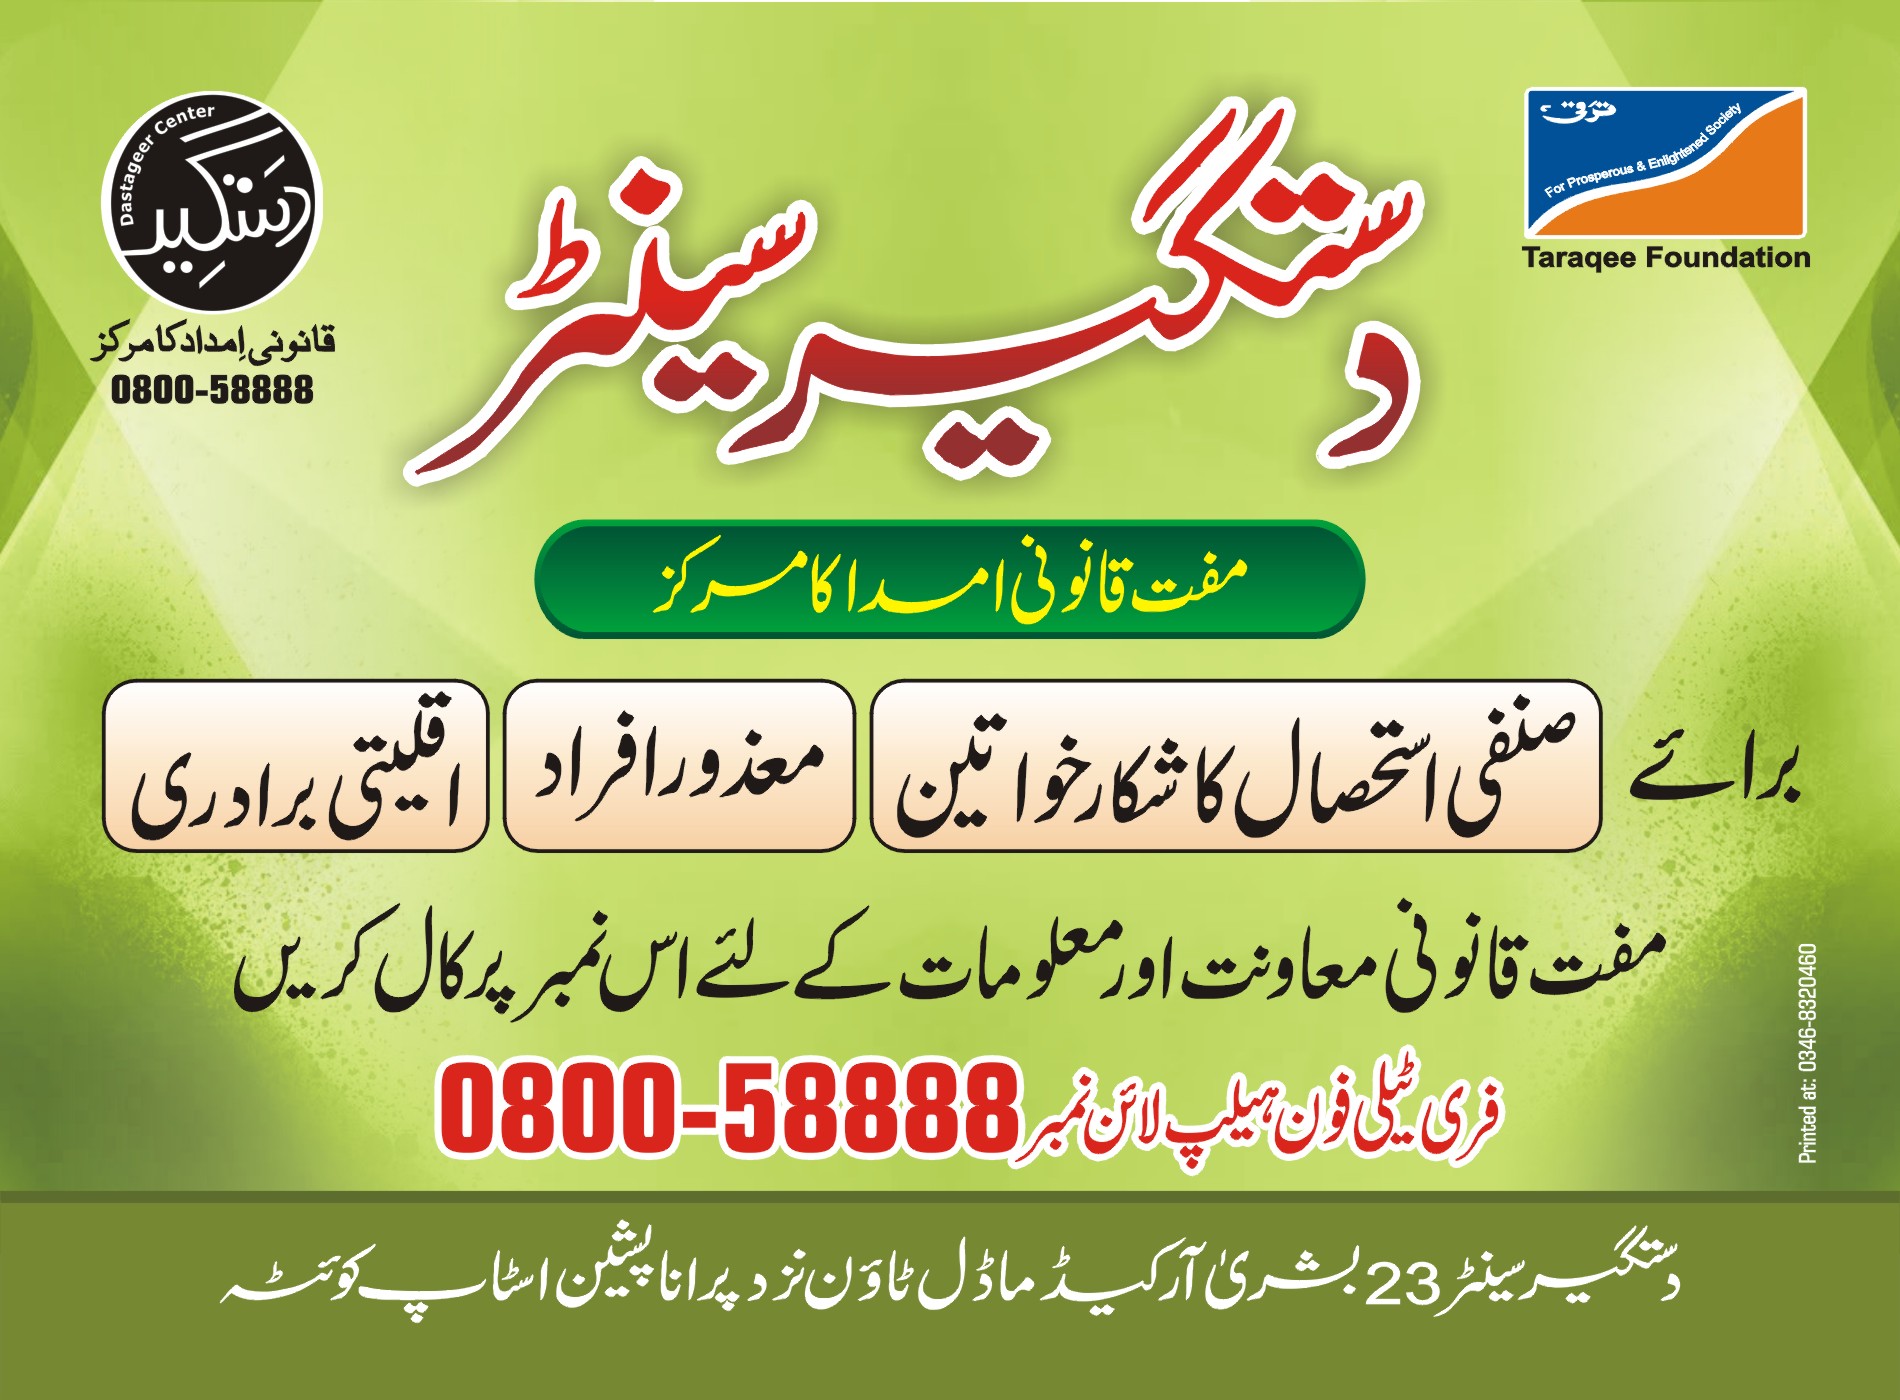 Dastageer Center
دستگیر
قانونی اِمداد کا مرکز
0800-58888
دستگیر سینٹر
ترقی
For Prosperous & Enlightened Society
Taraqee Foundation
مفت قانونی امدا کا مرکز
برائے صنفی استحصال کا شکار خواتین معذور افراد اقلیتی برادری
مفت قانونی معاونت اور معلومات کے لئے اس نمبر پر کال کریں
فری ٹیلی فون ہیلپ لائن نمبر 0800-58888
Printed at: 0346-8320460
دستگیر سینٹر 23 بشریٰ آرکیڈ ماڈل ٹاؤن نزد پرانا پشین اسٹاپ کوئٹہ